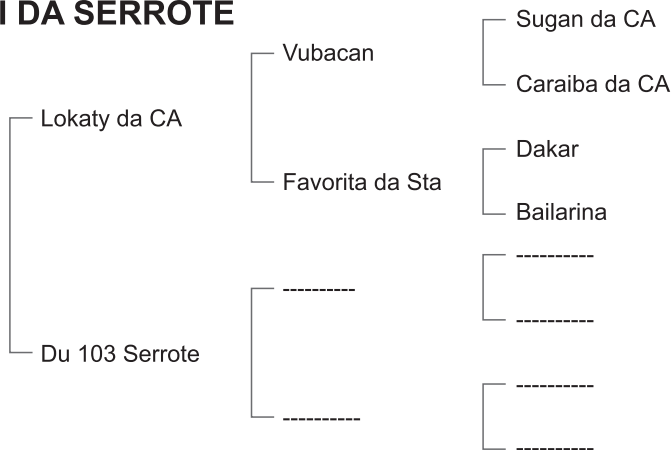 I DA SERROTE
Sugan da CA
Vubacan
Caraiba da CA
Lokaty da CA
Dakar
Favorita da Sta
Bailarina
----------
----------
----------
Du 103 Serrote
----------
----------
----------